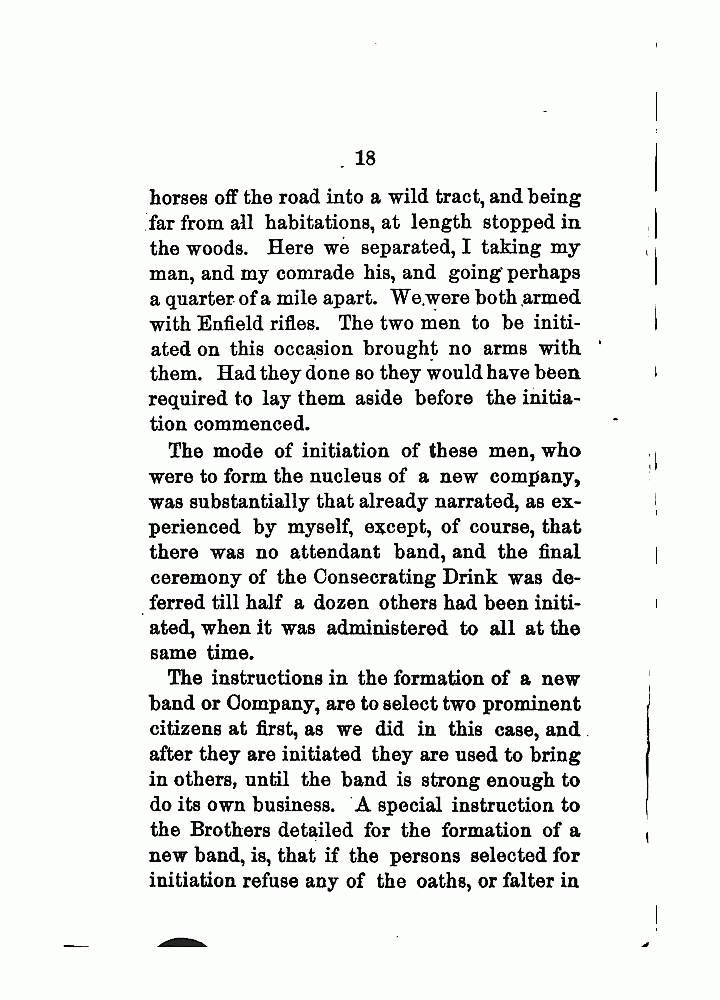 18
horses off the road into a wild tract, and being
far from all habitations, at length stopped in
the woods. Here we separated, I taking my
man, and my comrade his, and going perhaps
a quarter of a mile apart. We were both armed
with Enfield rifles. The two men to be initi-
ated on this occasion brought no arms with
them. Had they done so they would have been
required to lay them aside before the initia-
tion commenced.
The mode of initiation of these men, who
were to form the nucleus of a new company,
was substantially that already narrated, as ex-
perienced by myself, except, of course, that
there was no attendant band, and the final
ceremony of the Consecrating Drink was de-
ferred till half a dozen others had been initi-
ated, when it was administered to all at the
same time.
The instructions in the formation of a new
band or Company, are to select two prominent
citizens at first, as we did in this case, and
after they are initiated they are used to bring
in others, until the band is strong enough to
do its own business. A special instruction to
the Brothers detailed for the formation of a
new band, is, that if the persons selected for
initiation refuse any of the oaths, or falter in